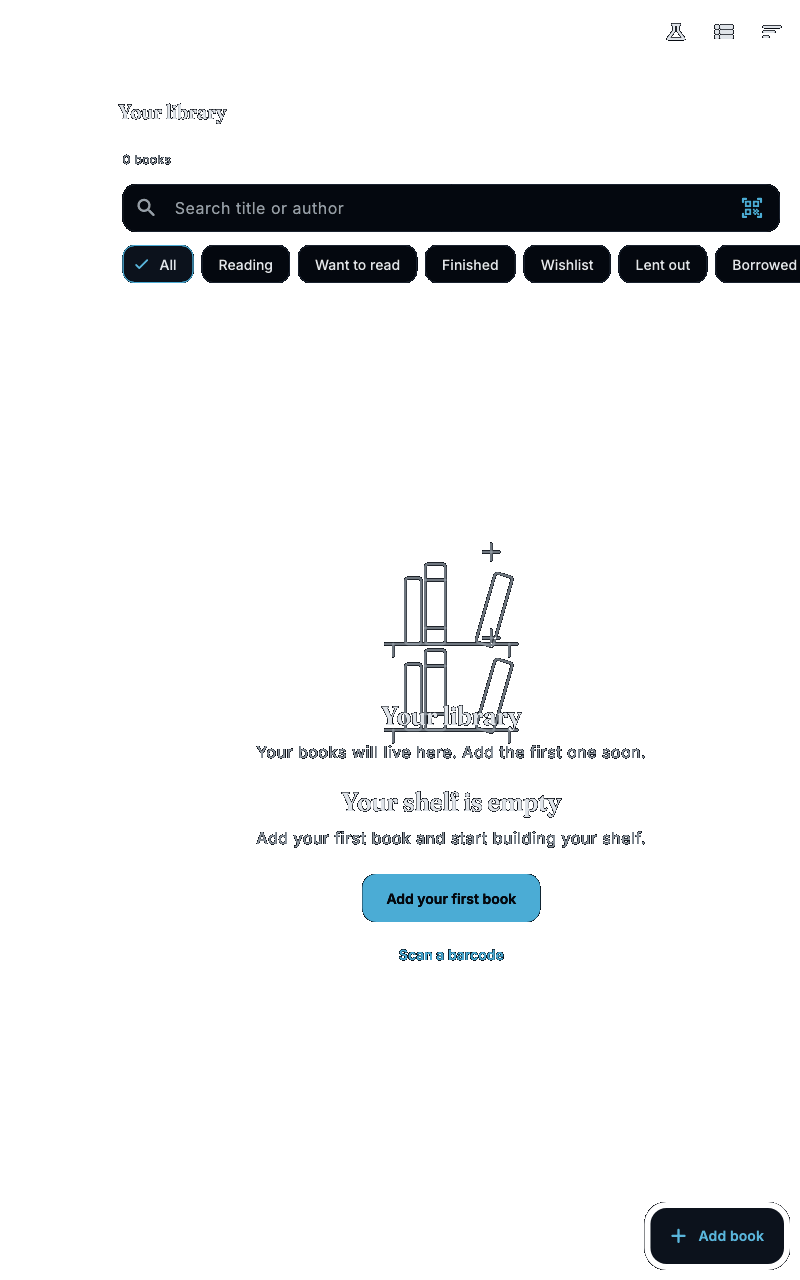 Your library
0 books
Search title or author
All Reading Want to read Finished Wishlist Lent out Borrowed
Your library
Your books will live here. Add the first one soon.
Your shelf is empty
Add your first book and start building your shelf.
Add your first book
Scan a barcode
Add book